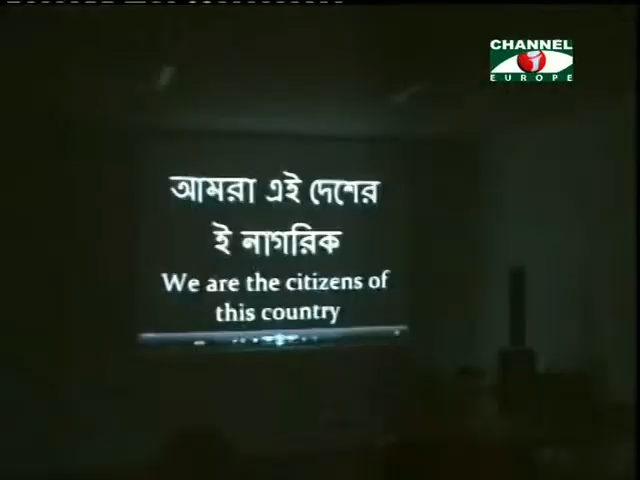 CHANNEL
i
EUROPE
আমরা এই দেশের
ই নাগরিক
We are the citizens of
this country